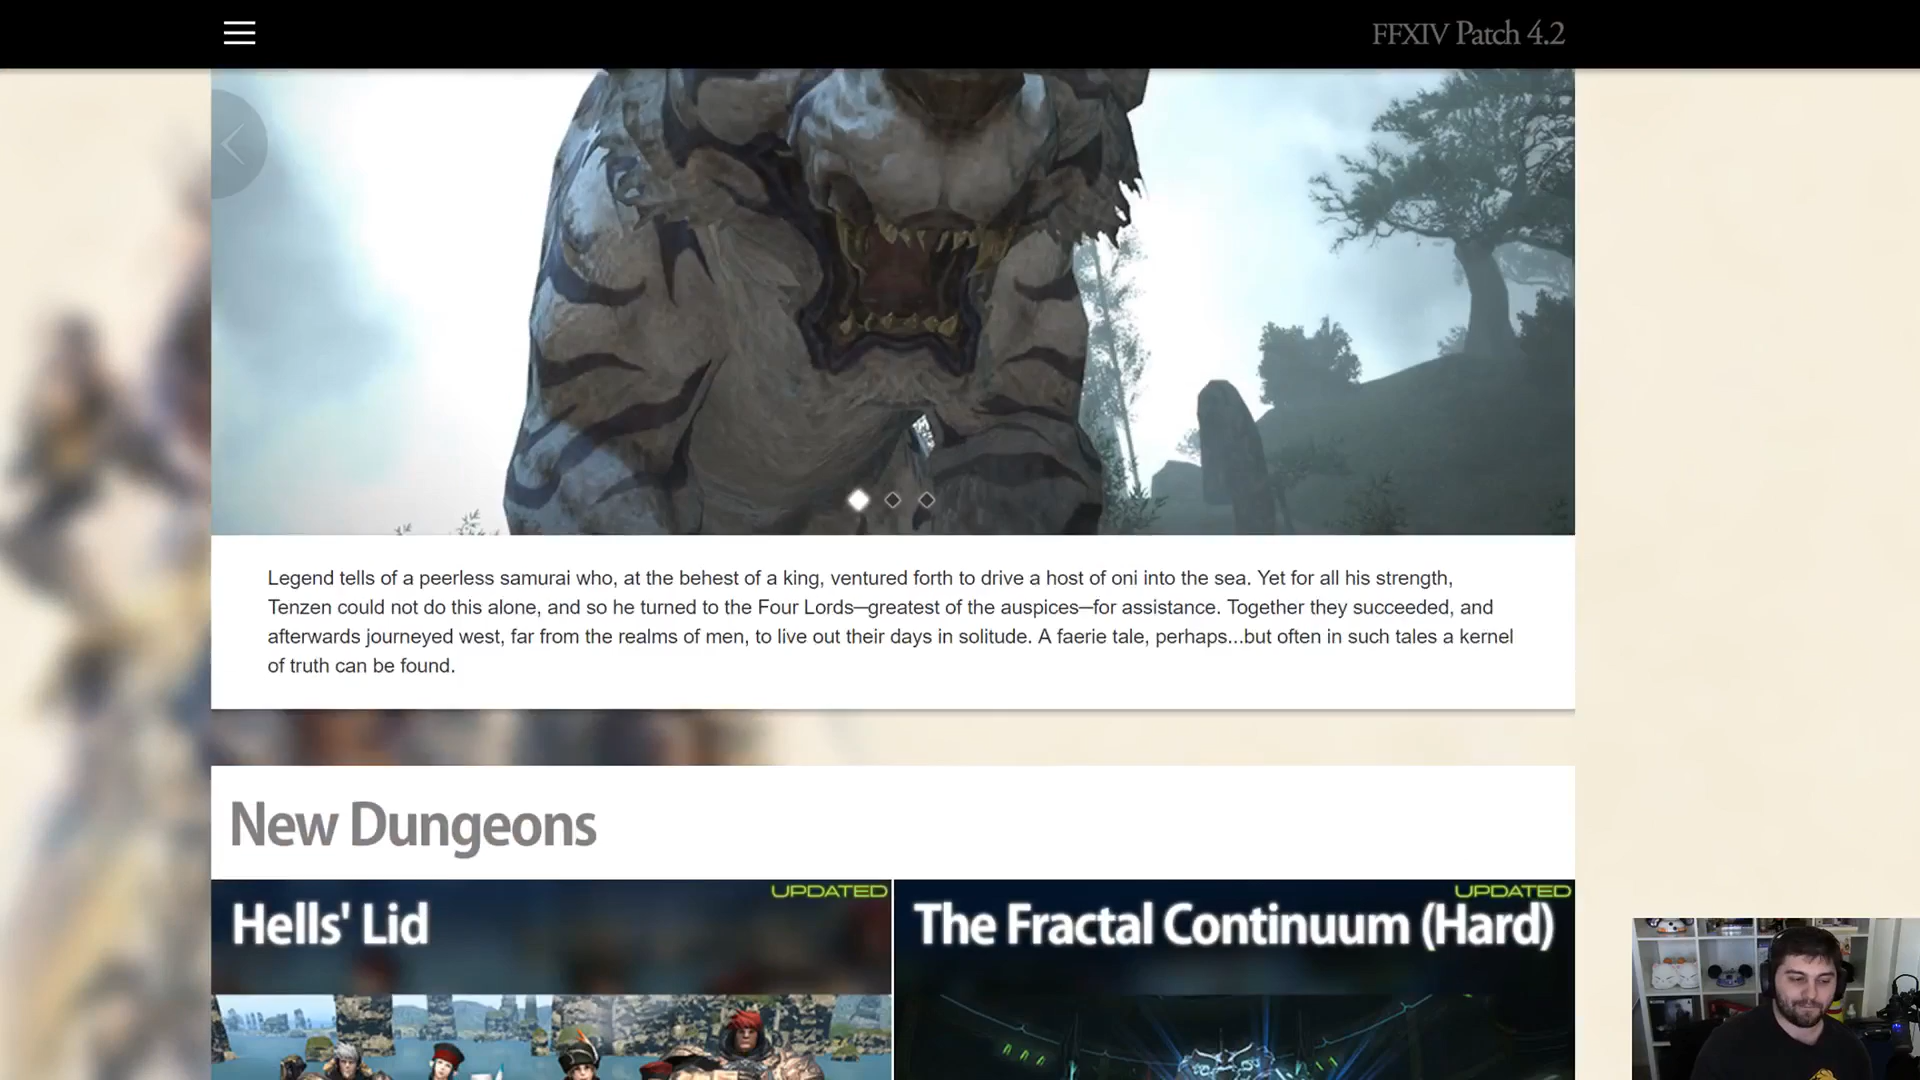 FFXIV Patch 4.2
Legend tells of a peerless samurai who, at the behest of a king, ventured forth to drive a host of oni into the sea. Yet for all his strength,
Tenzen could not do this alone, and so he turned to the Four Lords—greatest of the auspices—for assistance. Together they succeeded, and
afterwards journeyed west, far from the realms of men, to live out their days in solitude. A faerie tale, perhaps...but often in such tales a kernel
of truth can be found.
New Dungeons
UPDATED
Hells' Lid
UPDATED
The Fractal Continuum (Hard)